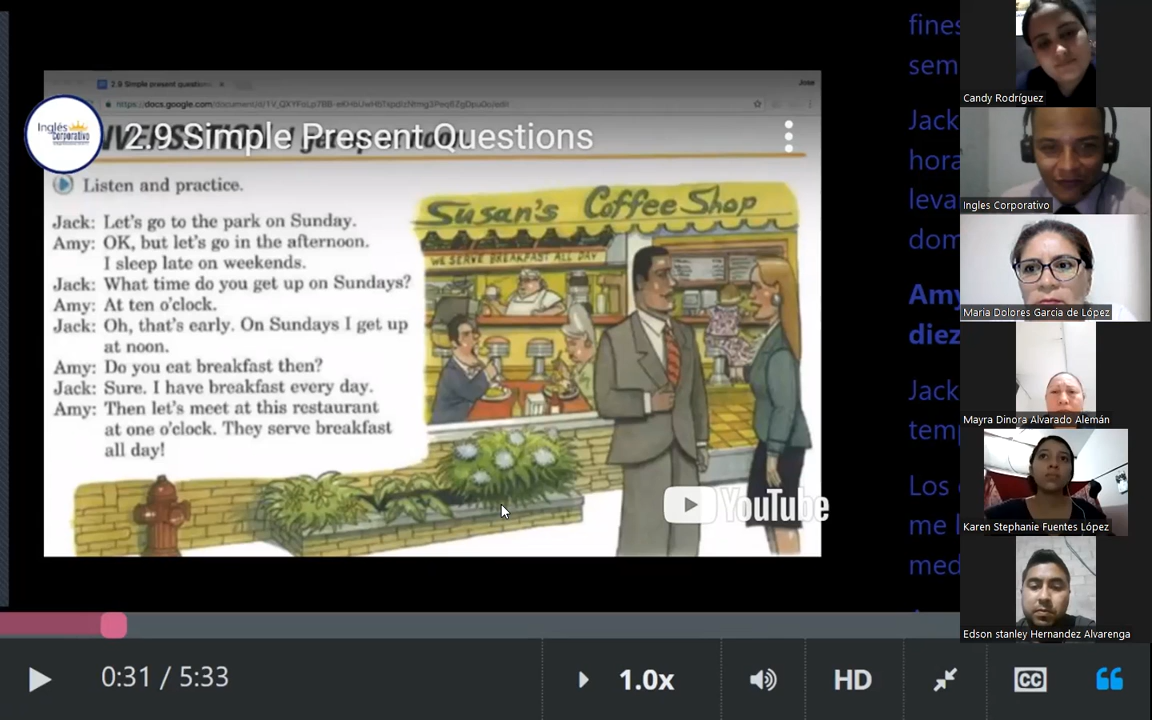 2.9 Simple Present Questions
Listen and practice.
Jack: Let's go to the park on Sunday.
Amy: OK, but let's go in the afternoon.
I sleep late on weekends.
Jack: What time do you get up on Sundays?
Amy: At ten o'clock.
Jack: Oh, that's early. On Sundays I get up
at noon.
Amy: Do you eat breakfast then?
Jack: Sure. I have breakfast every day.
Amy: Then let's meet at this restaurant
at one o'clock. They serve breakfast
all day!
Susan's Coffee Shop
WE SERVE BREAKFAST ALL DAY
Inglés
Corporativo
YouTube
Jose
fines
sem
Jack
hora
leva
dom
Amy
diez
Jack
temp
Los
me
med
0:31 / 5:33
1.0x
HD
CC
Candy Rodríguez
Ingles Corporativo
Maria Dolores Garcia de López
Mayra Dinora Alvarado Alemán
Karen Stephanie Fuentes López
Edson stanley Hernandez Alvarenga